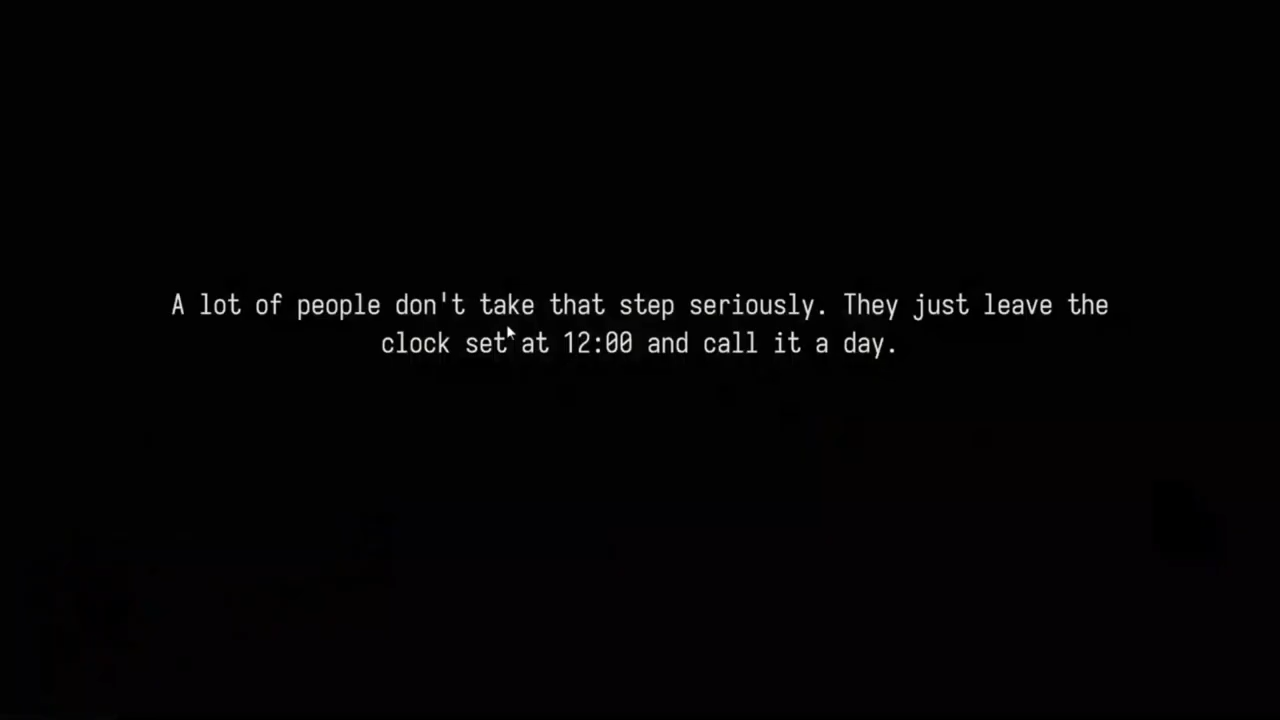 A lot of people don't take that step seriously. They just leave the
clock set at 12:00 and call it a day.